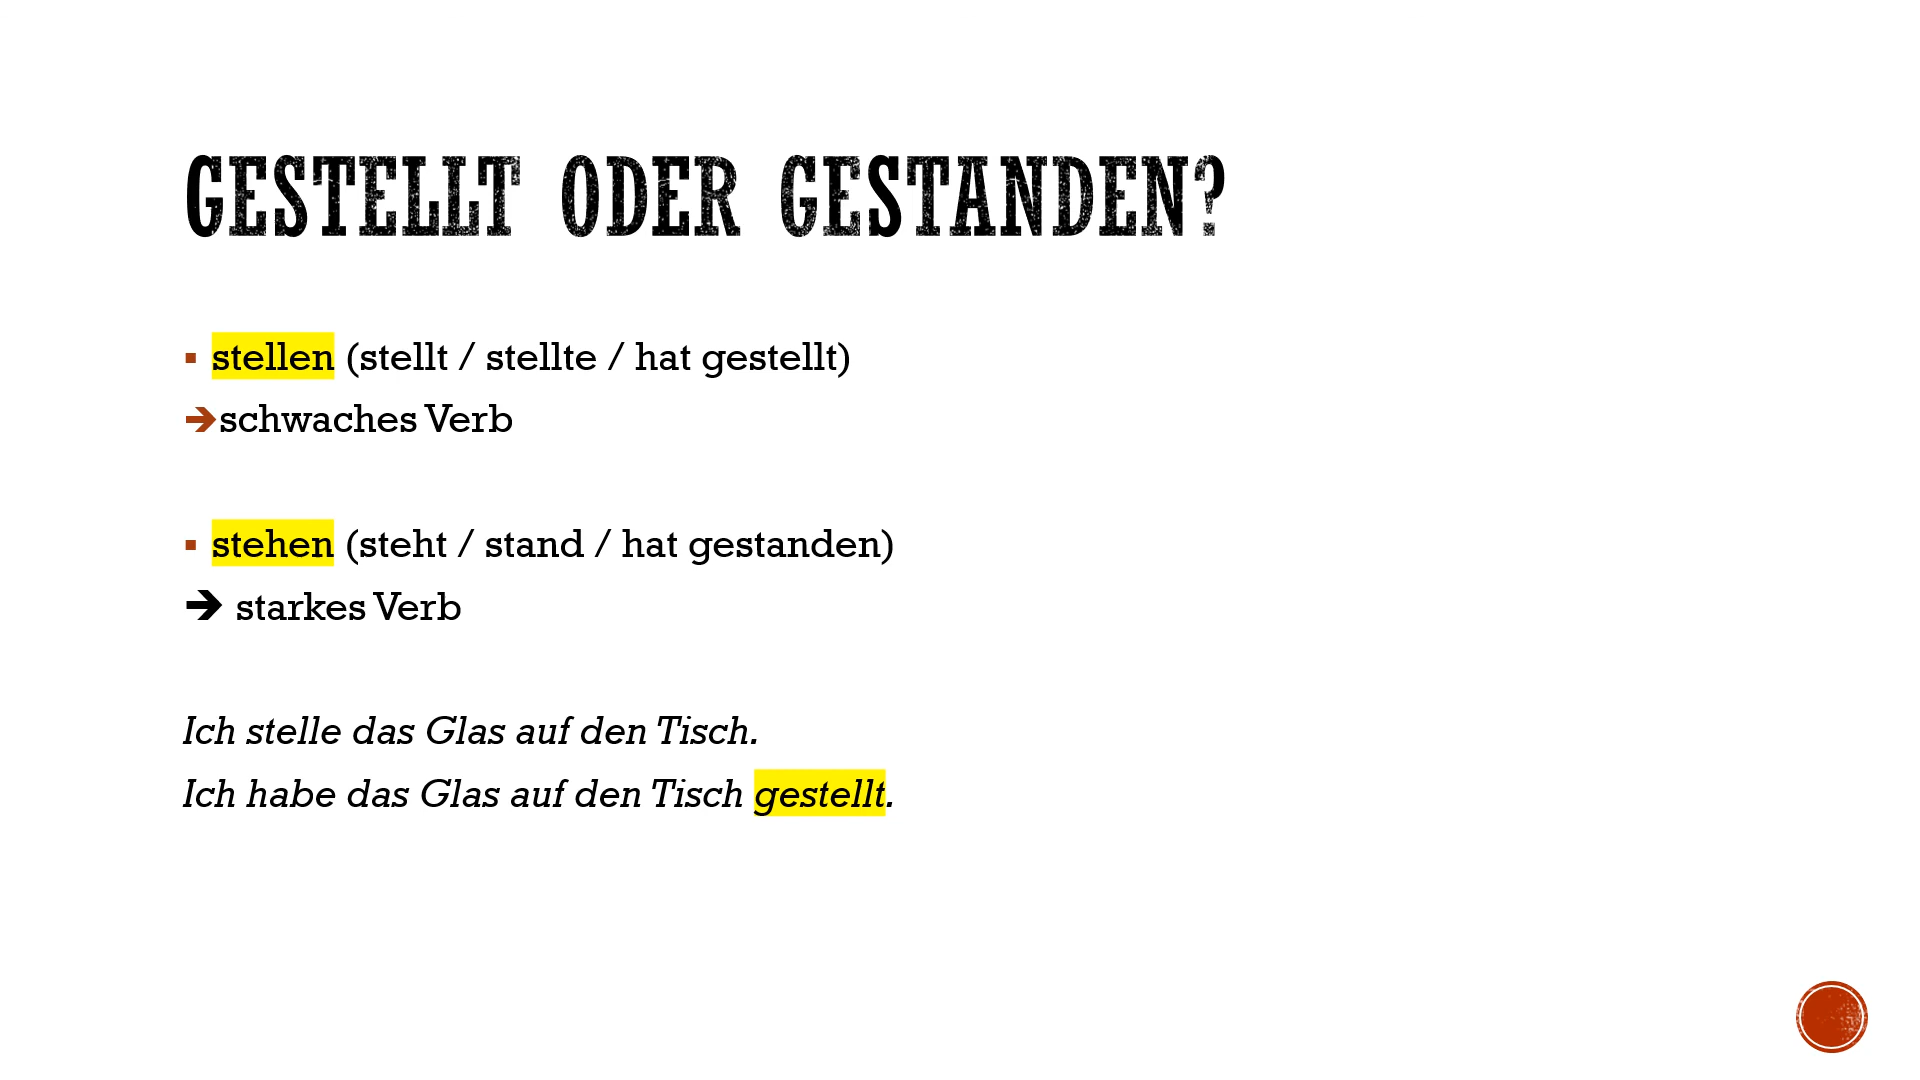 GESTELLT ODER GESTANDEN?
▪ stellen (stellt / stellte / hat gestellt)
➔schwaches Verb
▪ stehen (steht / stand / hat gestanden)
➔ starkes Verb
Ich stelle das Glas auf den Tisch.
Ich habe das Glas auf den Tisch gestellt.